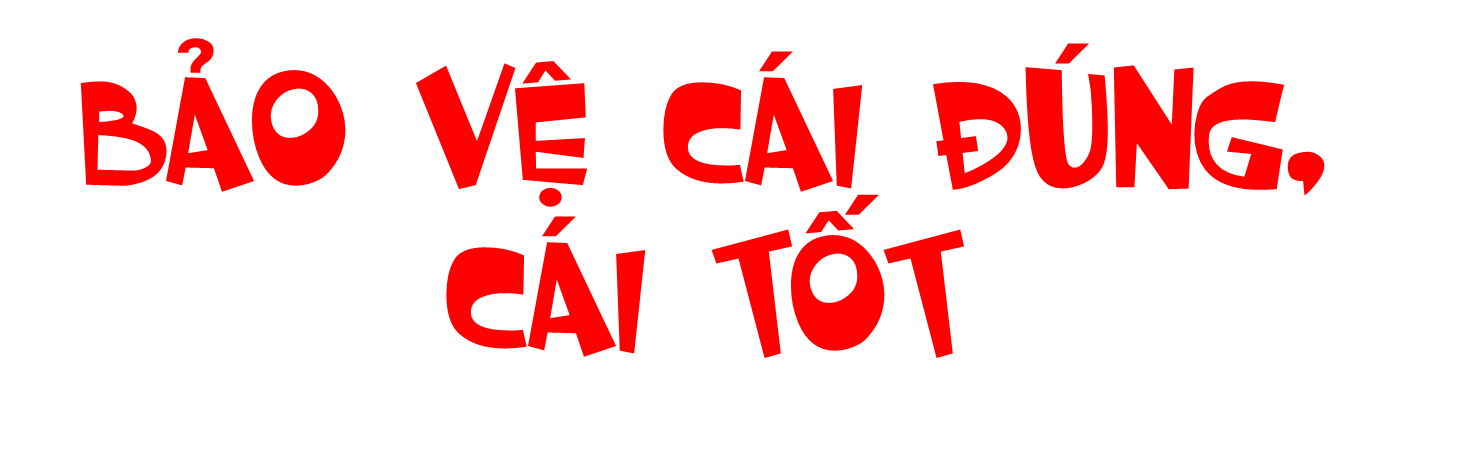 BẢO VỆ CÁI ĐÚNG,
CÁI TỐT